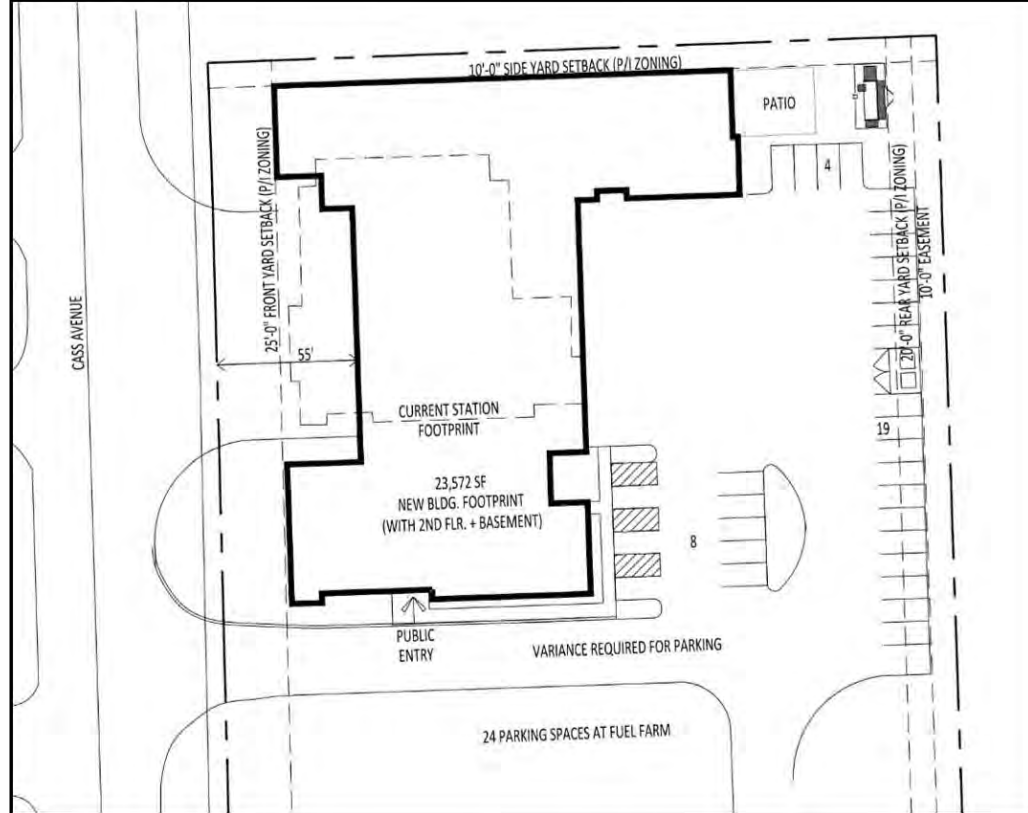 10'-0" SIDE YARD SETBACK (P/I ZONING)
PATIO
4
25'-0" FRONT YARD SETBACK (P/I ZONING)
20'-0" REAR YARD SETBACK (P/I ZONING)
10'-0" EASEMENT
CASS AVENUE
55'
CURRENT STATION
FOOTPRINT
19
23,572 SF
NEW BLDG. FOOTPRINT
(WITH 2ND FLR. + BASEMENT)
8
PUBLIC
ENTRY
VARIANCE REQUIRED FOR PARKING
24 PARKING SPACES AT FUEL FARM